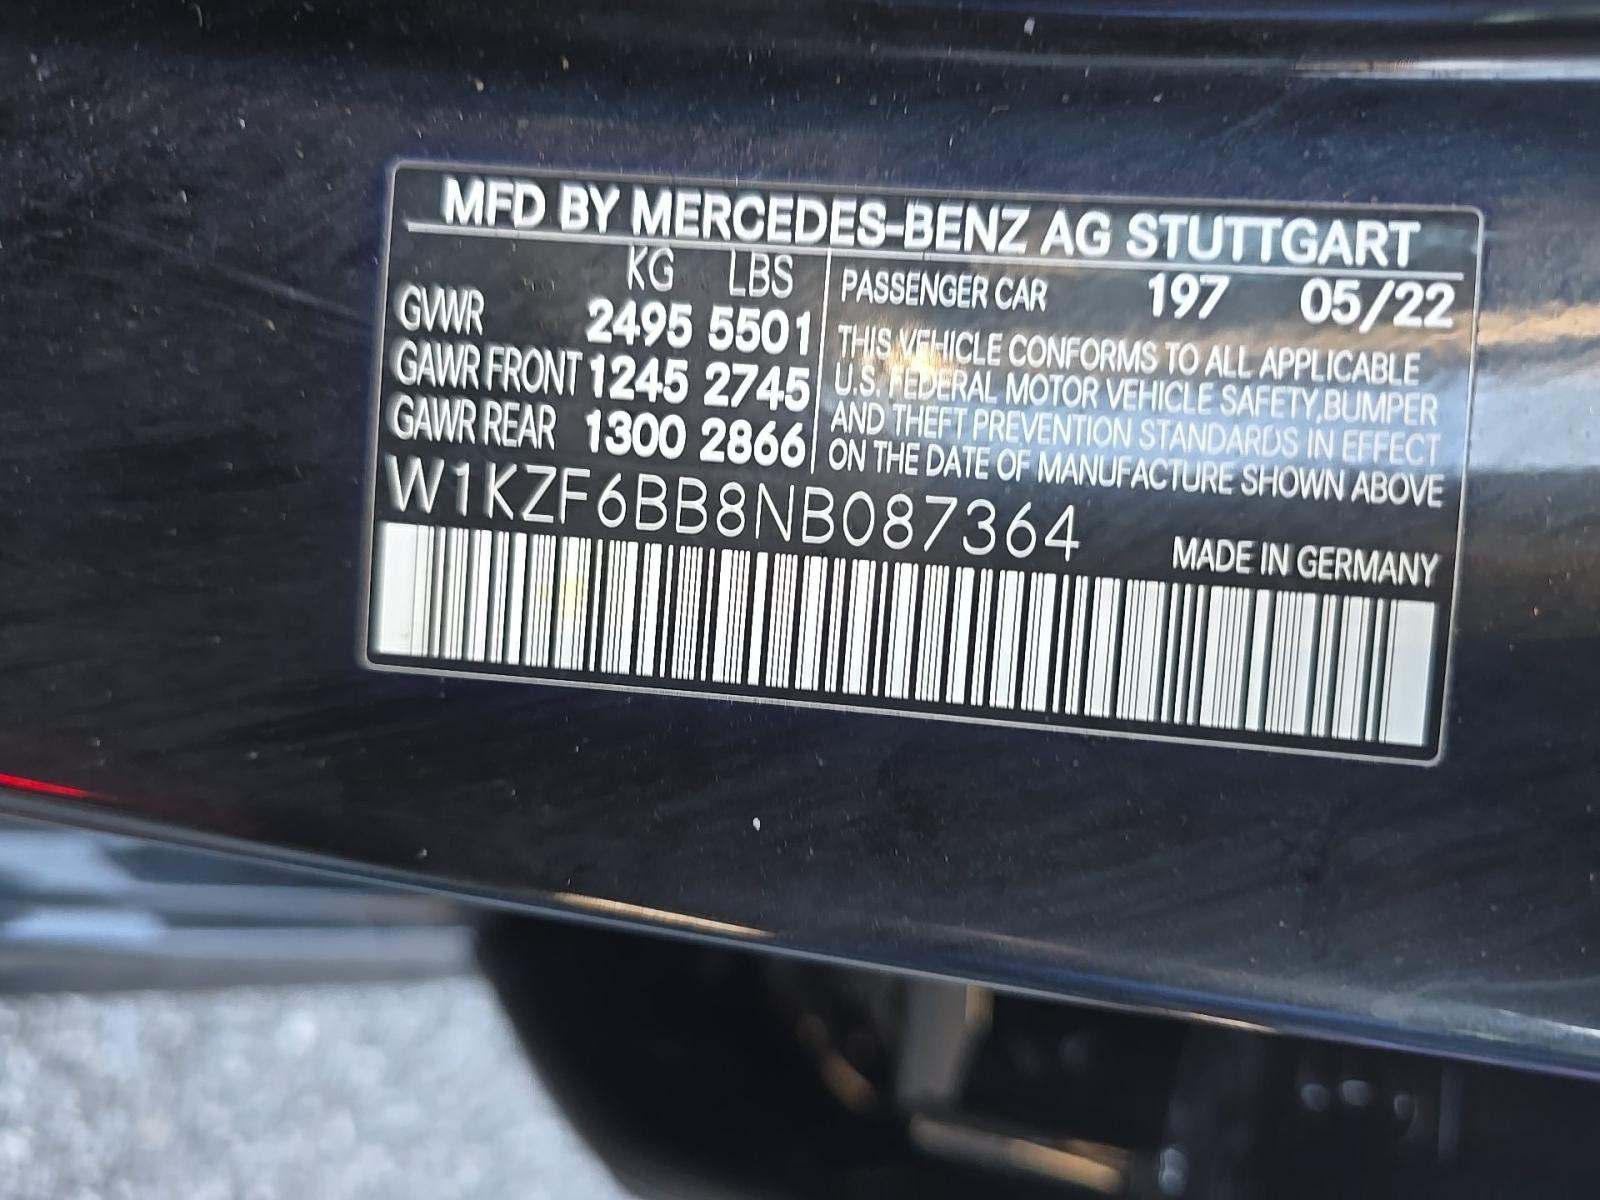 MFD BY MERCEDES-BENZ AG STUTTGART
KG LBS
GVWR 2495 5501
GAWR FRONT 1245 2745
GAWR REAR 1300 2866
PASSENGER CAR 197 05/22
THIS VEHICLE CONFORMS TO ALL APPLICABLE
U.S. FEDERAL MOTOR VEHICLE SAFETY,BUMPER
AND THEFT PREVENTION STANDARDS IN EFFECT
ON THE DATE OF MANUFACTURE SHOWN ABOVE
W1KZF6BB8NB087364
MADE IN GERMANY